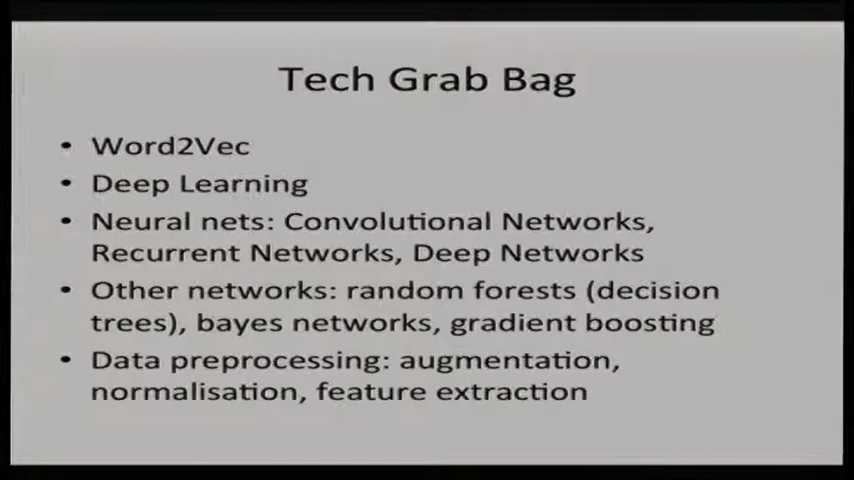 Tech Grab Bag
• Word2Vec
• Deep Learning
• Neural nets: Convolutional Networks,
Recurrent Networks, Deep Networks
• Other networks: random forests (decision
trees), bayes networks, gradient boosting
• Data preprocessing: augmentation,
normalisation, feature extraction